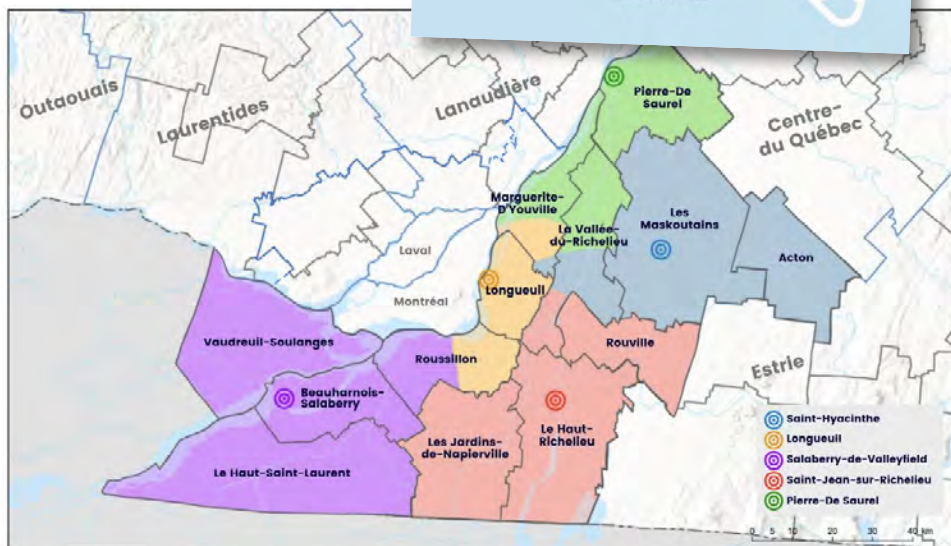 Outaouais
Laurentides
Lanaudière
Pierre-De
Saurel
Centre-
du Québec
Marguerite-
D'Youville
La Vallée-
du-Richelieu
Les
Maskoutains
Acton
Laval
Montréal
Longueuil
Vaudreuil-Soulanges
Roussillon
Rouville
Estrie
Beauharnois-
Salaberry
Les Jardins-
de-Napierville
Le Haut-
Richelieu
Le Haut-Saint-Laurent
Saint-Hyacinthe
Longueuil
Salaberry-de-Valleyfield
Saint-Jean-sur-Richelieu
Pierre-De Saurel
0 5 10 20 30 40 km